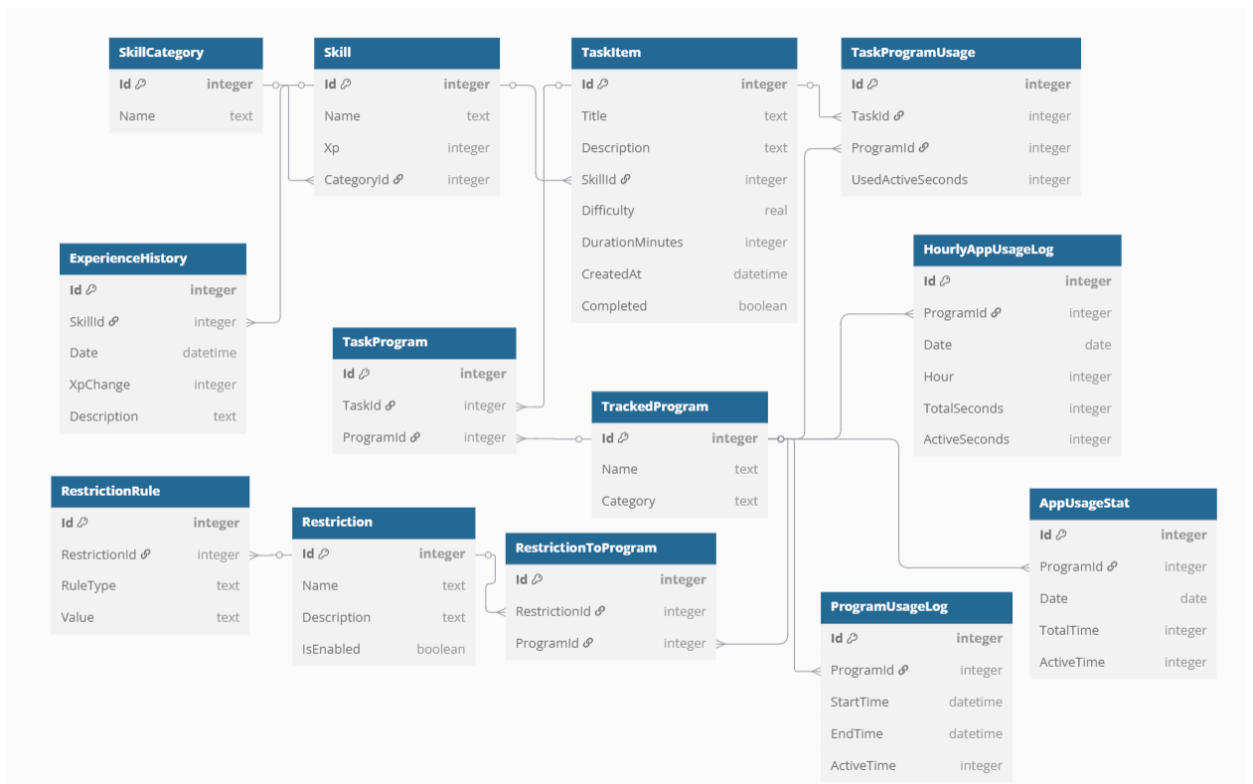 SkillCategory
Id integer
Name text
Skill
Id integer
Name text
Xp integer
CategoryId integer
TaskItem
Id integer
Title text
Description text
SkillId integer
Difficulty real
DurationMinutes integer
CreatedAt datetime
Completed boolean
TaskProgramUsage
Id integer
TaskId integer
ProgramId integer
UsedActiveSeconds integer
ExperienceHistory
Id integer
SkillId integer
Date datetime
XpChange integer
Description text
HourlyAppUsageLog
Id integer
ProgramId integer
Date date
Hour integer
TotalSeconds integer
ActiveSeconds integer
TaskProgram
Id integer
TaskId integer
ProgramId integer
TrackedProgram
Id integer
Name text
Category text
RestrictionRule
Id integer
RestrictionId integer
RuleType text
Value text
Restriction
Id integer
Name text
Description text
IsEnabled boolean
RestrictionToProgram
Id integer
RestrictionId integer
ProgramId integer
AppUsageStat
Id integer
ProgramId integer
Date date
TotalTime integer
ActiveTime integer
ProgramUsageLog
Id integer
ProgramId integer
StartTime datetime
EndTime datetime
ActiveTime integer